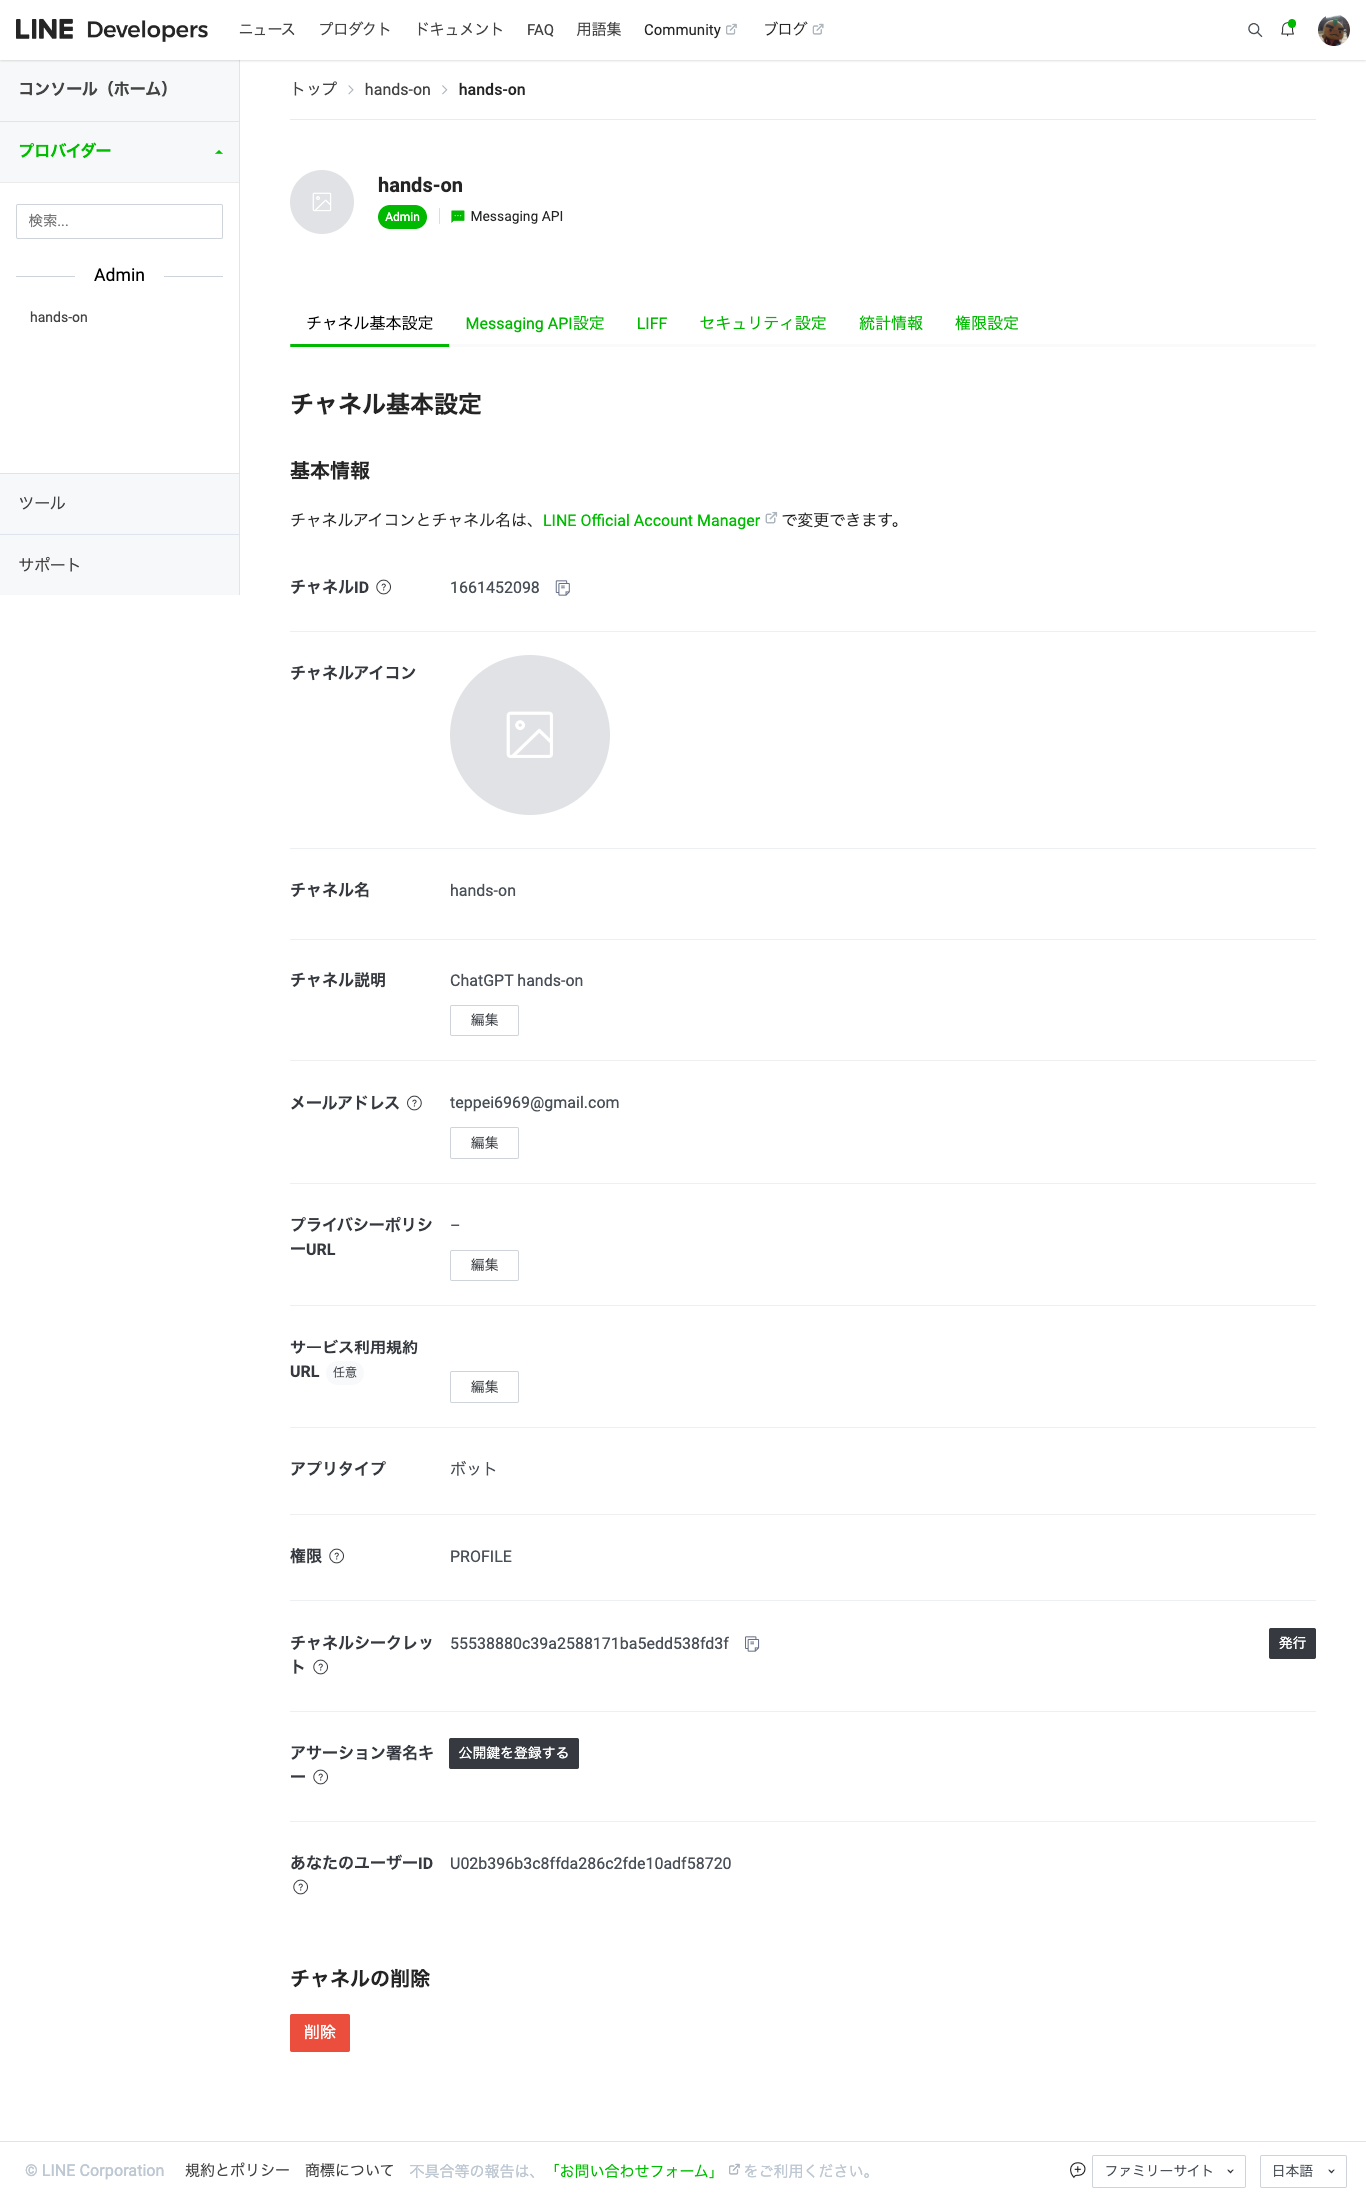 LINE Developers ニュース プロダクト ドキュメント FAQ 用語集 Community ブログ
コンソール（ホーム）
プロバイダー
検索...
Admin
hands-on
ツール
サポート
トップ > hands-on > hands-on
hands-on
Admin Messaging API
チャネル基本設定 Messaging API設定 LIFF セキュリティ設定 統計情報 権限設定
チャネル基本設定
基本情報
チャネルアイコンとチャネル名は、LINE Official Account Manager で変更できます。
チャネルID 1661452098
チャネルアイコン
チャネル名 hands-on
チャネル説明 ChatGPT hands-on
編集
メールアドレス teppei6969@gmail.com
編集
プライバシーポリシ –
ーURL
編集
サービス利用規約
URL 任意
編集
アプリタイプ ボット
権限 PROFILE
チャネルシークレッ 55538880c39a2588171ba5edd538fd3f 発行
ト
アサーション署名キ 公開鍵を登録する
ー
あなたのユーザーID U02b396b3c8ffda286c2fde10adf58720
チャネルの削除
削除
© LINE Corporation 規約とポリシー 商標について 不具合等の報告は、「お問い合わせフォーム」をご利用ください。 ファミリーサイト 日本語